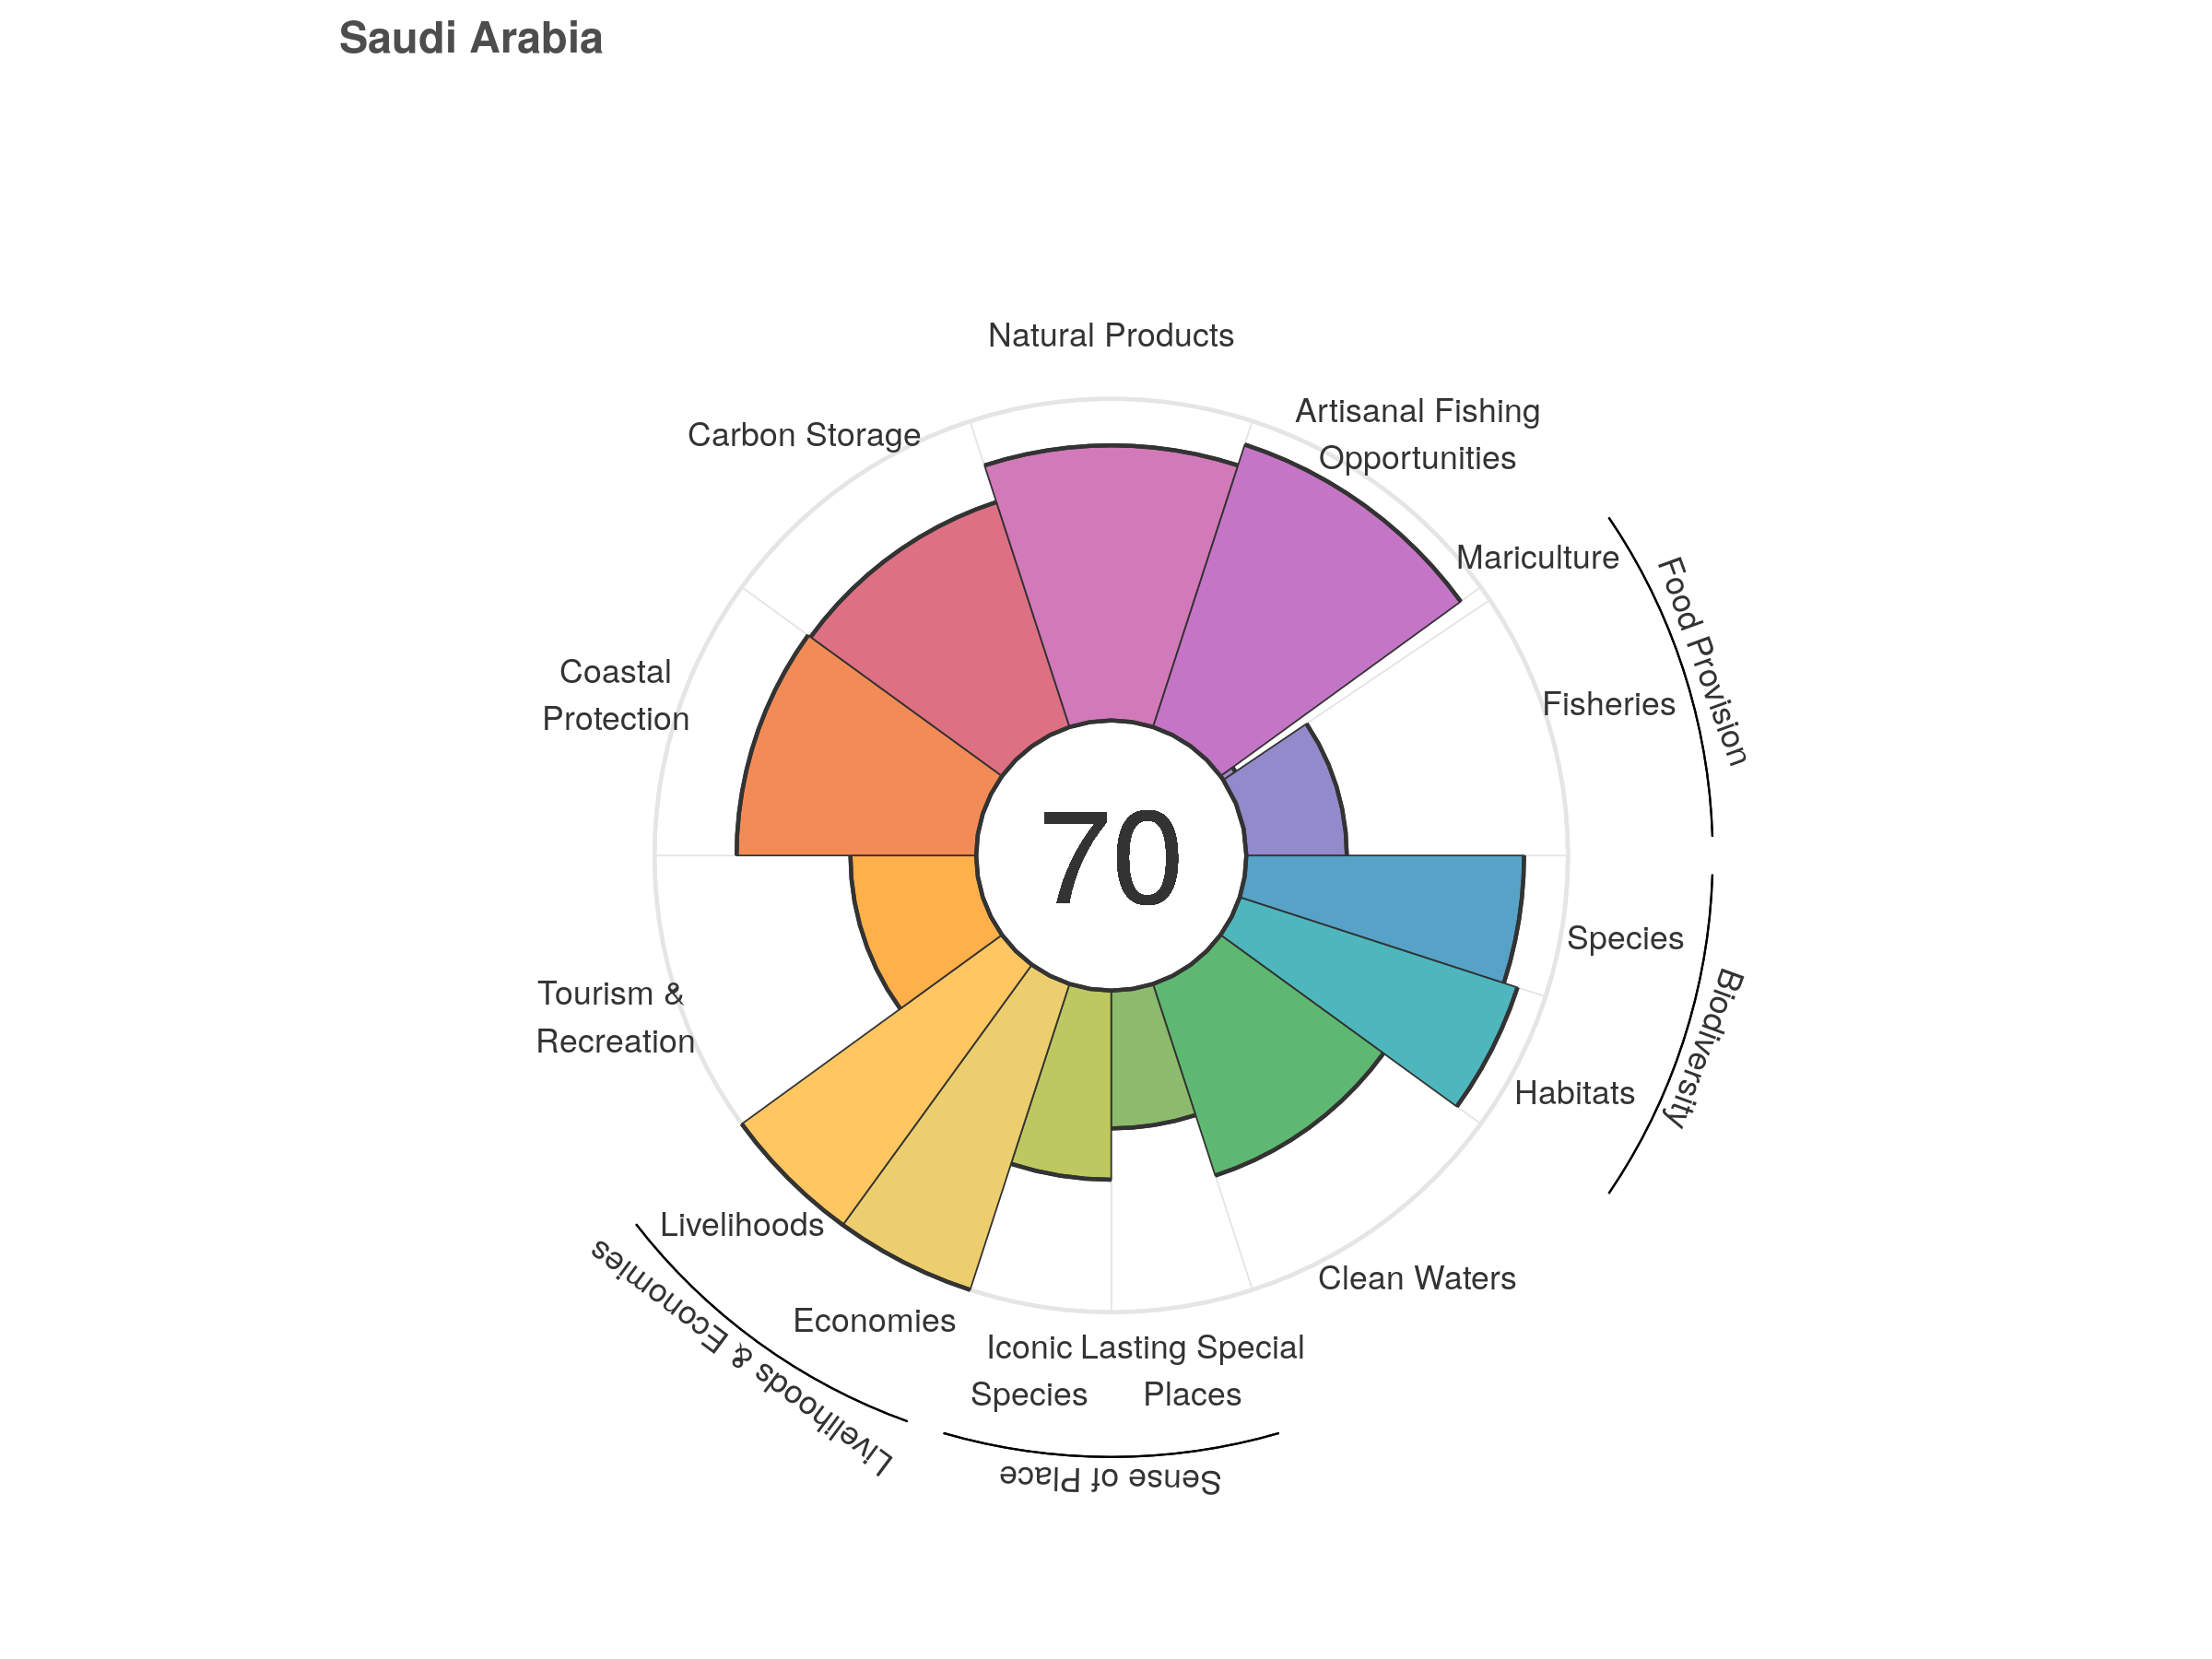 Saudi Arabia
Natural Products
Artisanal Fishing
Opportunities
Carbon Storage
Mariculture
Food Provision
Coastal
Protection
Fisheries
70
Species
Biodiversity
Tourism &
Recreation
Habitats
Livelihoods
Clean Waters
Economies
Livelihoods & Economies
Iconic
Species
Lasting Special
Places
Sense of Place